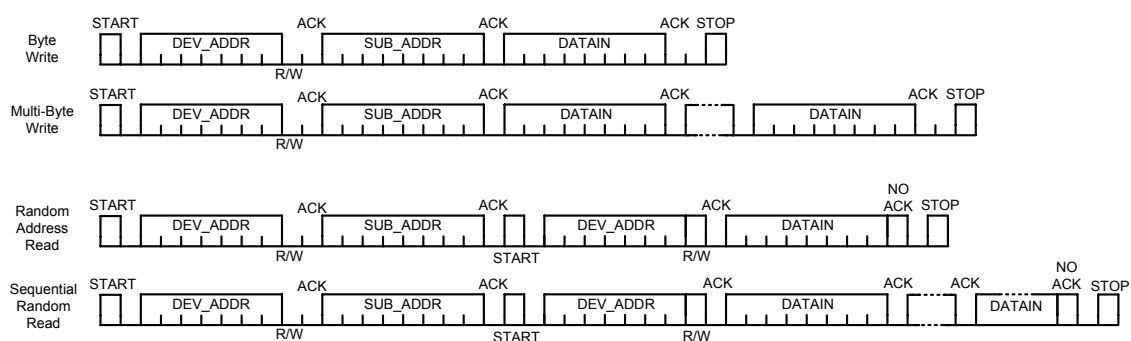 START ACK ACK ACK STOP
Byte
Write
DEV_ADDR SUB_ADDR DATAIN
R/W
START ACK ACK ACK ACK STOP
Multi-Byte
Write
DEV_ADDR SUB_ADDR DATAIN DATAIN
R/W
NO
START ACK ACK ACK ACK STOP
Random
Address
Read
DEV_ADDR SUB_ADDR DEV_ADDR DATAIN
R/W START R/W
NO
START ACK ACK ACK ACK ACK ACK STOP
Sequential
Random
Read
DEV_ADDR SUB_ADDR DEV_ADDR DATAIN DATAIN
R/W START R/W